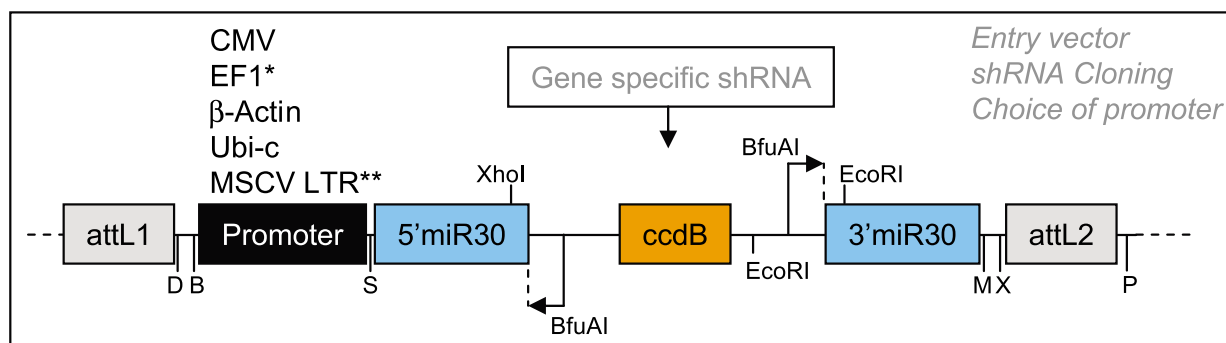 CMV
EF1*
β-Actin
Ubi-c
MSCV LTR**
Gene specific shRNA
Entry vector
shRNA Cloning
Choice of promoter
XhoI
BfuAI
EcoRI
attL1
Promoter
5’miR30
ccdB
3’miR30
attL2
D
B
S
EcoRI
M
X
P
BfuAI